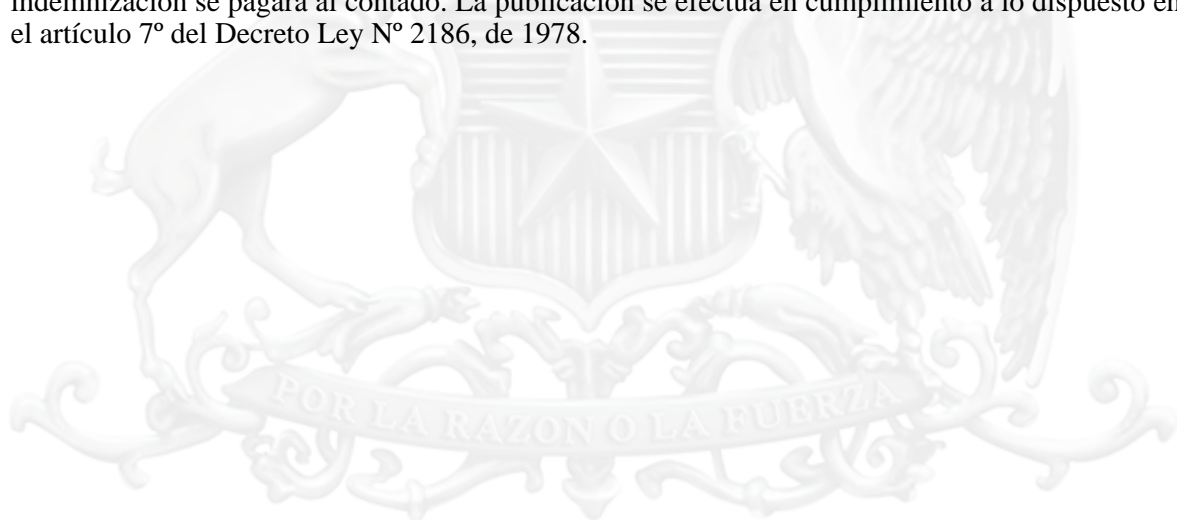 indemnización se pagará al contado. La publicación se efectúa en cumplimiento a lo dispuesto en
el artículo 7º del Decreto Ley Nº 2186, de 1978.
POR LA RAZON O LA FUERZA